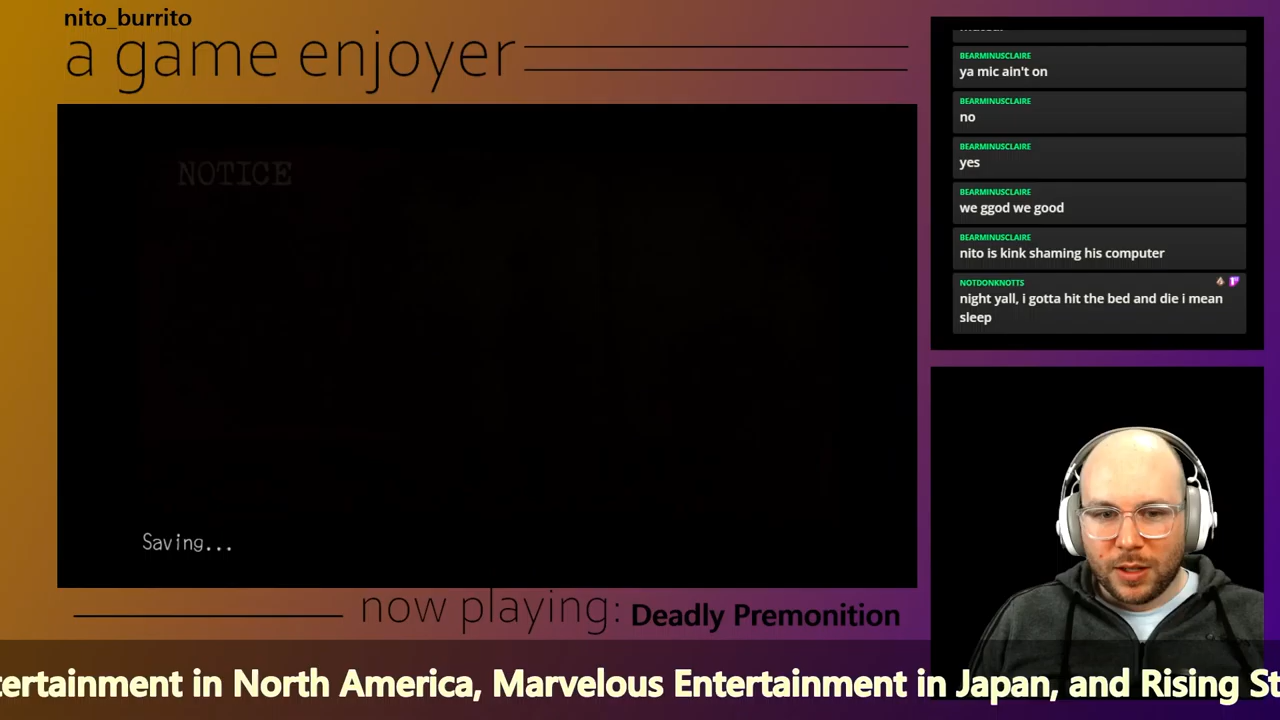 nito_burrito
a game enjoyer
NOTICE
Saving...
now playing: Deadly Premonition
BEARMINUSCLAIRE
ya mic ain't on
BEARMINUSCLAIRE
no
BEARMINUSCLAIRE
yes
BEARMINUSCLAIRE
we ggod we good
BEARMINUSCLAIRE
nito is kink shaming his computer
NOTDONKNOTTS
night yall, i gotta hit the bed and die i mean
sleep
in North America, Marvelous Entertainment in Japan, and Rising